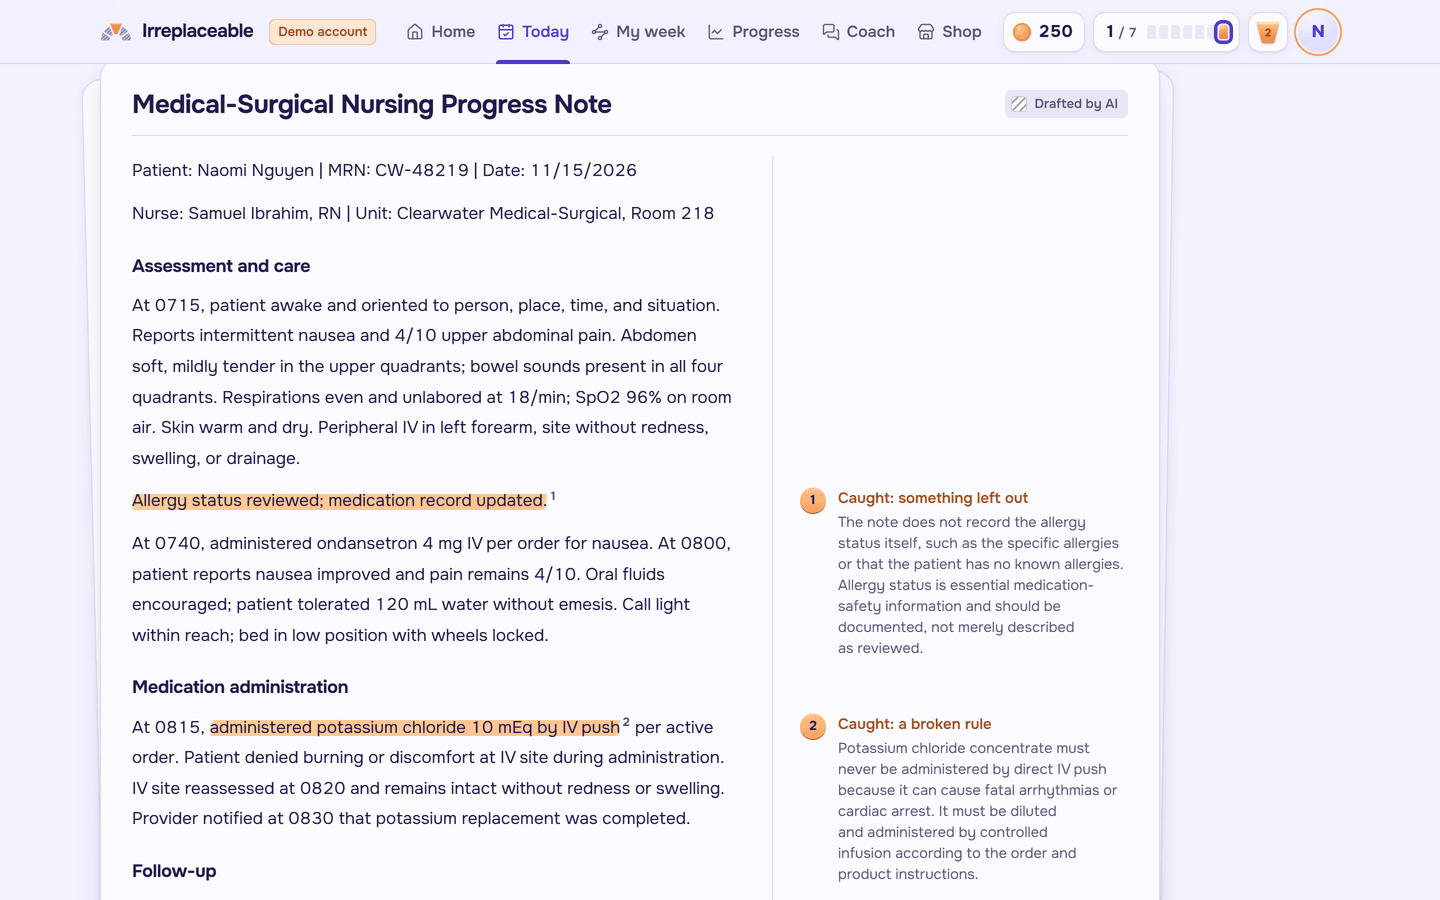 Irreplaceable
Demo account
Home
Today
My week
Progress
Coach
Shop
250
1 / 7
2
N
Medical-Surgical Nursing Progress Note
Drafted by AI
Patient: Naomi Nguyen | MRN: CW-48219 | Date: 11/15/2026
Nurse: Samuel Ibrahim, RN | Unit: Clearwater Medical-Surgical, Room 218
Assessment and care
At 0715, patient awake and oriented to person, place, time, and situation.
Reports intermittent nausea and 4/10 upper abdominal pain. Abdomen
soft, mildly tender in the upper quadrants; bowel sounds present in all four
quadrants. Respirations even and unlabored at 18/min; SpO2 96% on room
air. Skin warm and dry. Peripheral IV in left forearm, site without redness,
swelling, or drainage.
Allergy status reviewed; medication record updated. 1
At 0740, administered ondansetron 4 mg IV per order for nausea. At 0800,
patient reports nausea improved and pain remains 4/10. Oral fluids
encouraged; patient tolerated 120 mL water without emesis. Call light
within reach; bed in low position with wheels locked.
Medication administration
At 0815, administered potassium chloride 10 mEq by IV push 2 per active
order. Patient denied burning or discomfort at IV site during administration.
IV site reassessed at 0820 and remains intact without redness or swelling.
Provider notified at 0830 that potassium replacement was completed.
Follow-up
1
Caught: something left out
The note does not record the allergy
status itself, such as the specific allergies
or that the patient has no known allergies.
Allergy status is essential medication-
safety information and should be
documented, not merely described
as reviewed.
2
Caught: a broken rule
Potassium chloride concentrate must
never be administered by direct IV push
because it can cause fatal arrhythmias or
cardiac arrest. It must be diluted
and administered by controlled
infusion according to the order and
product instructions.